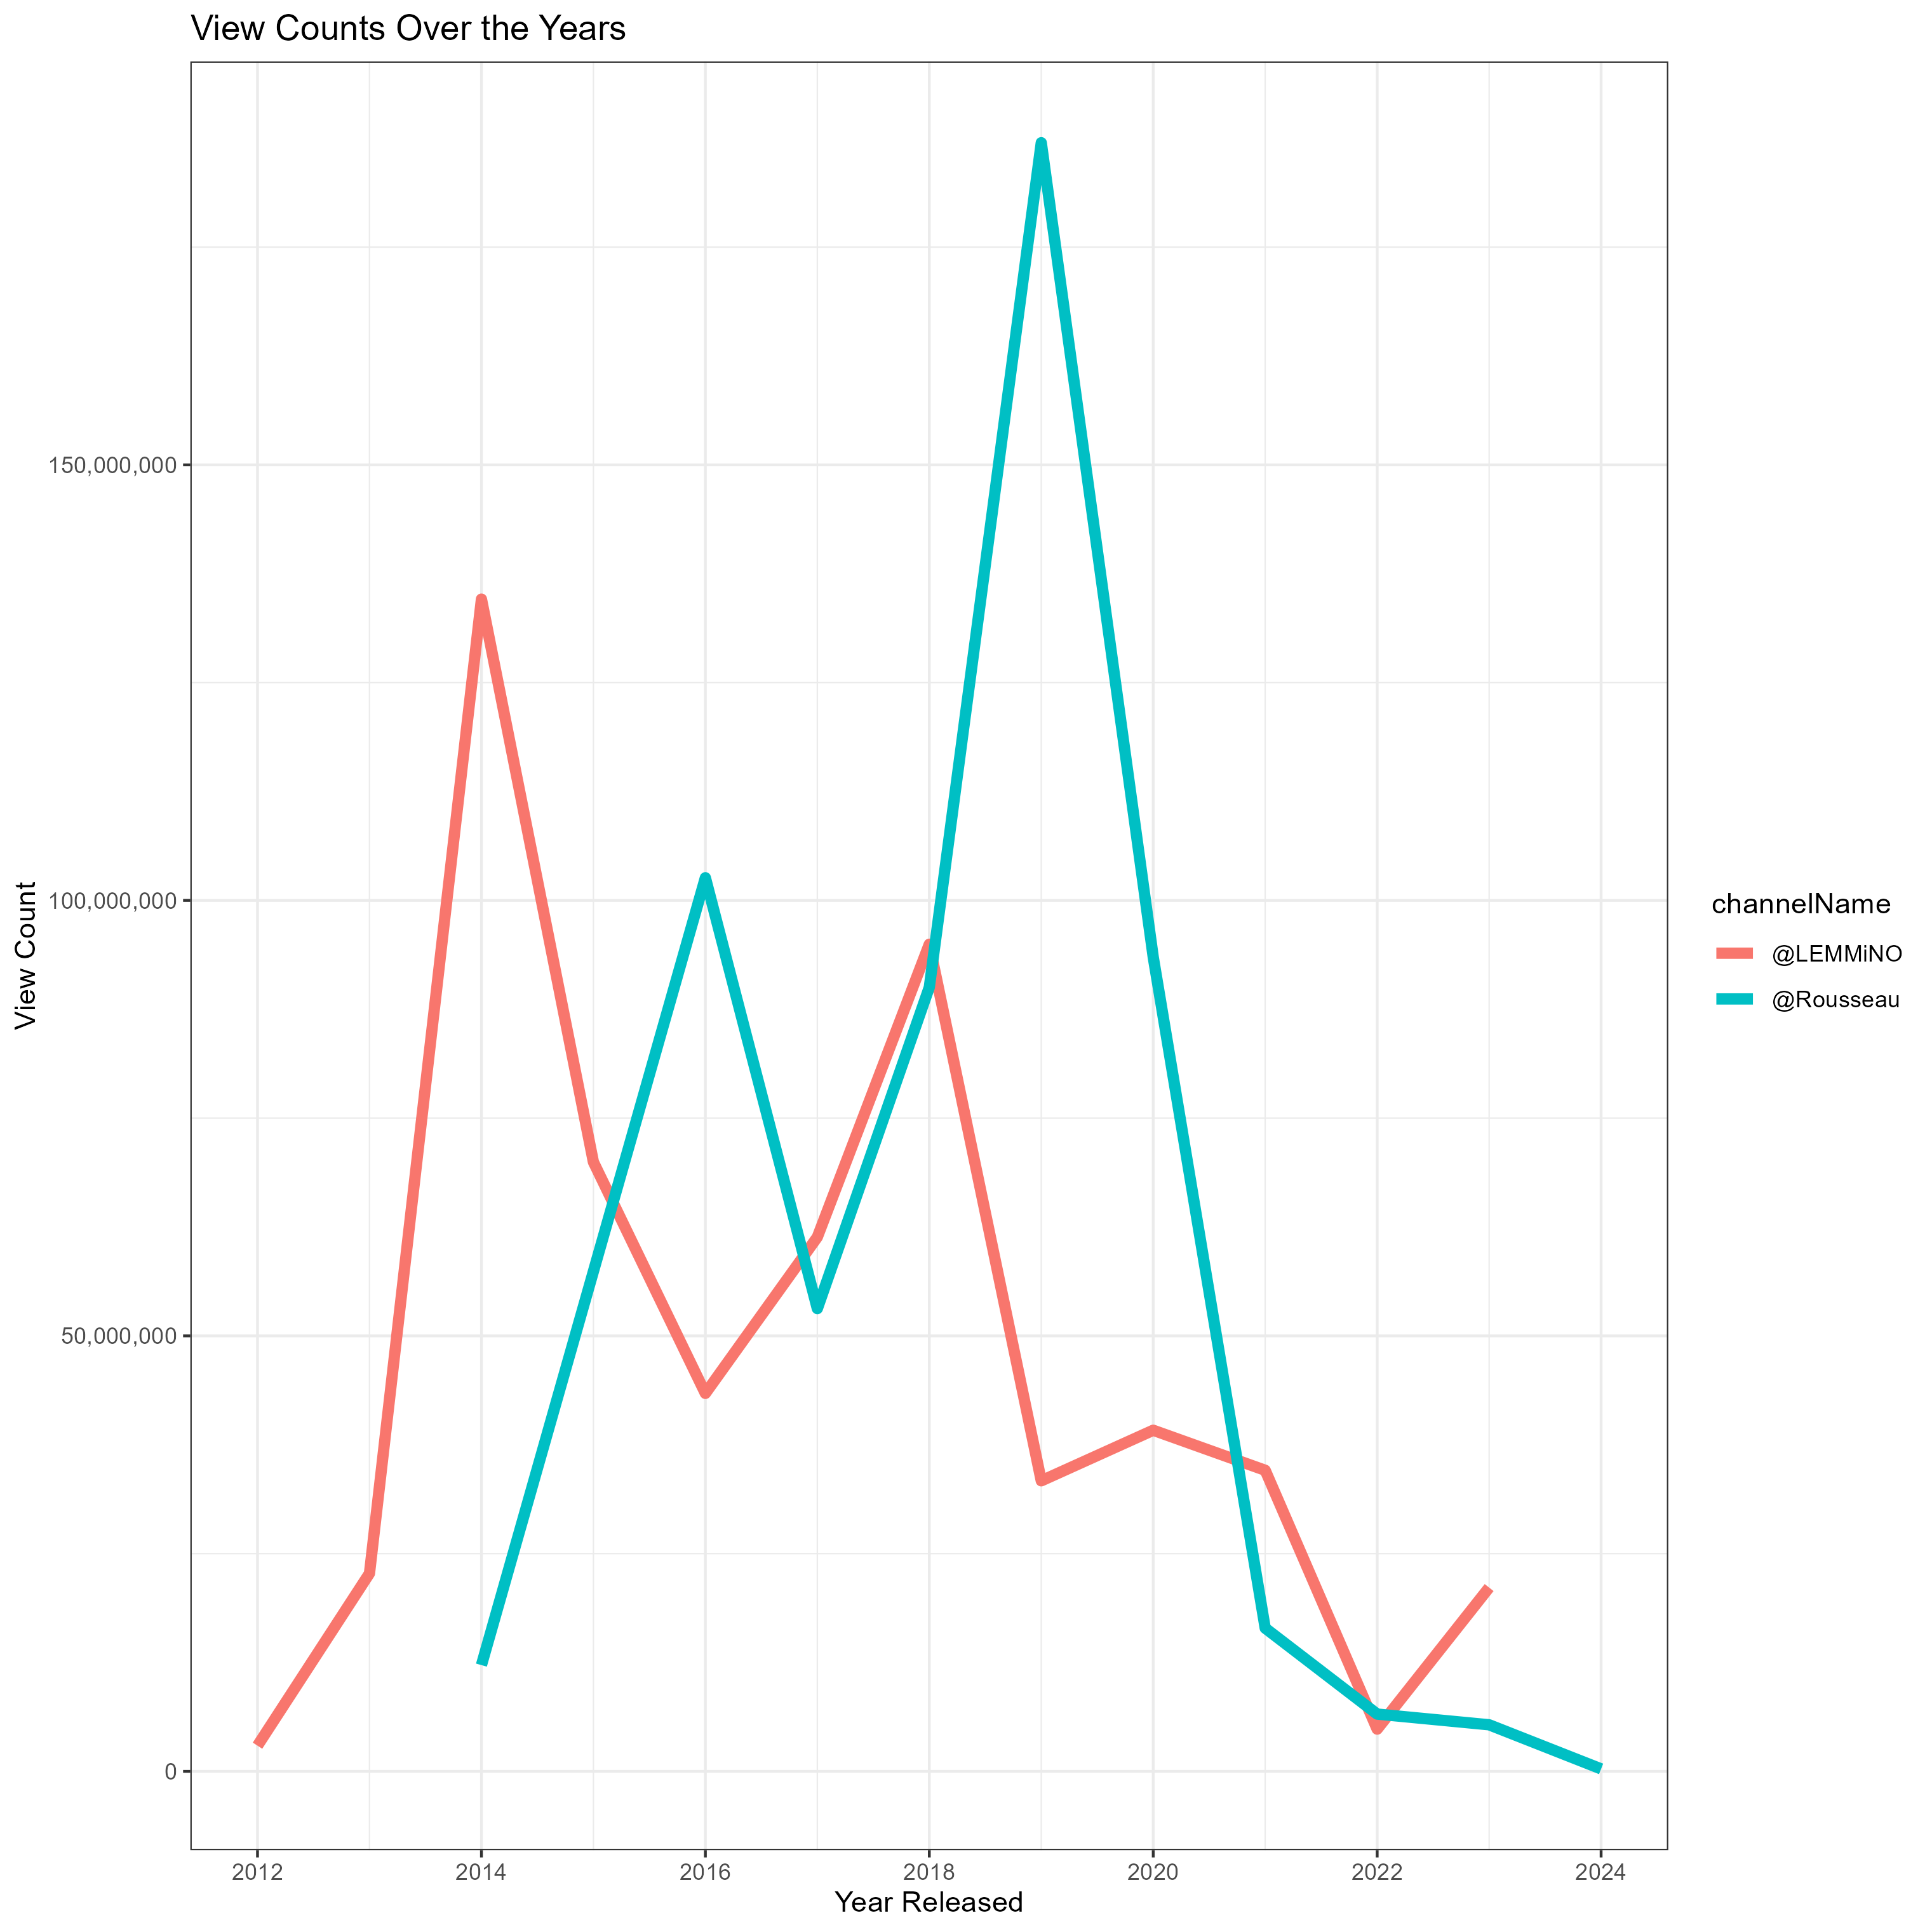 View Counts Over the Years
View Count
150,000,000
100,000,000
50,000,000
0
2012
2014
2016
2018
2020
2022
2024
Year Released
channelName
@LEMMiNO
@Rousseau